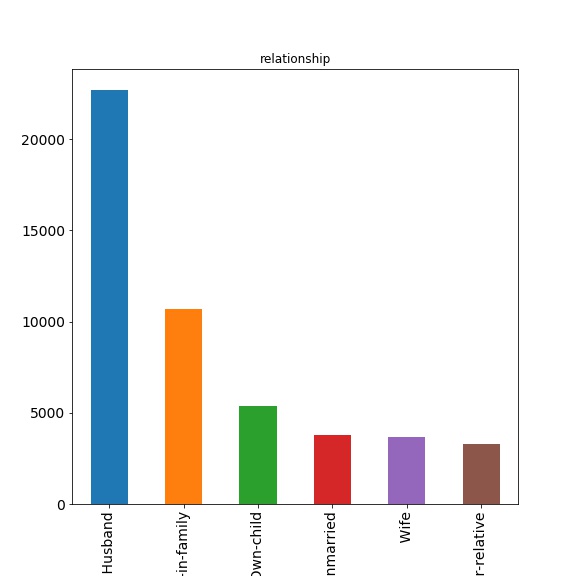 relationship
20000
15000
10000
5000
0
Husband
-in-family
Own-child
nmarried
Wife
r-relative